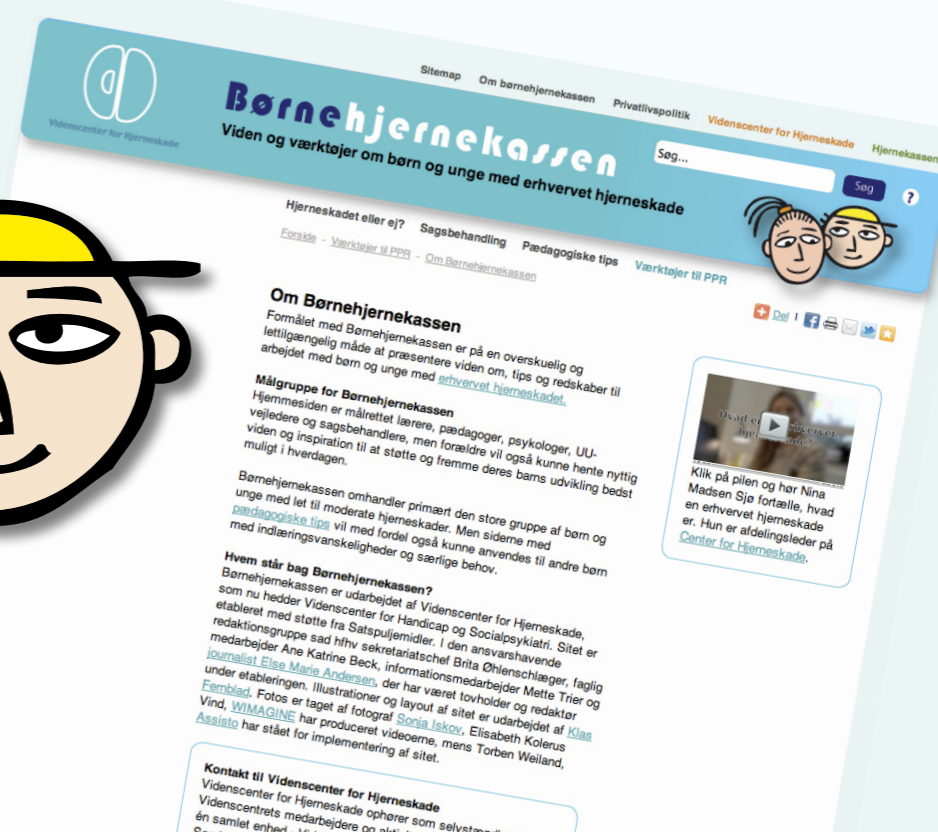 Sitemap Om børnehjernekassen Privatlivspolitik Videnscenter for Hjerneskade Hjernekassen
Videnscenter for Hjerneskade
Børnehjernekassen
Viden og værktøjer om børn og unge med erhvervet hjerneskade
Søg... Søg ?
Hjerneskadet eller ej? Sagsbehandling Pædagogiske tips Værktøjer til PPR
Forside - Værktøjer til PPR - Om Børnehjernekassen
Del
Om Børnehjernekassen
Formålet med Børnehjernekassen er på en overskuelig og
lettilgængelig måde at præsentere viden om, tips og redskaber til
arbejdet med børn og unge med erhvervet hjerneskadet.
Målgruppe for Børnehjernekassen
Hjemmesiden er målrettet lærere, pædagoger, psykologer, UU-
vejledere og sagsbehandlere, men forældre vil også kunne hente nyttig
viden og inspiration til at støtte og fremme deres barns udvikling bedst
muligt i hverdagen.
Børnehjernekassen omhandler primært den store gruppe af børn og
unge med let til moderate hjerneskader. Men siderne med
pædagogiske tips vil med fordel også kunne anvendes til andre børn
med indlæringsvanskeligheder og særlige behov.
Hvem står bag Børnehjernekassen?
Børnehjernekassen er udarbejdet af Videnscenter for Hjerneskade,
som nu hedder Videnscenter for Handicap og Socialpsykiatri. Sitet er
etableret med støtte fra Satspuljemidler. I den ansvarshavende
redaktionsgruppe sad hfhv sekretariatschef Brita Øhlenschlæger, faglig
medarbejder Ane Katrine Beck, informationsmedarbejder Mette Trier og
journalist Else Marie Andersen, der har været tovholder og redaktør
under etableringen. Illustrationer og layout af sitet er udarbejdet af Klas
Fernblad. Fotos er taget af fotograf Sonja Iskov, Elisabeth Kolerus
Vind, WIMAGINE har produceret videoerne, mens Torben Weiland,
Assisto har stået for implementering af sitet.
Hvad er erhvervet
Klik på pilen og hør Nina
Madsen Sjø fortælle, hvad
en erhvervet hjerneskade
er. Hun er afdelingsleder på
Center for Hjerneskade.
Kontakt til Videnscenter for Hjerneskade
Videnscenter for Hjerneskade ophører som
Videnscentrets medarbejdere og
én samlet enhed